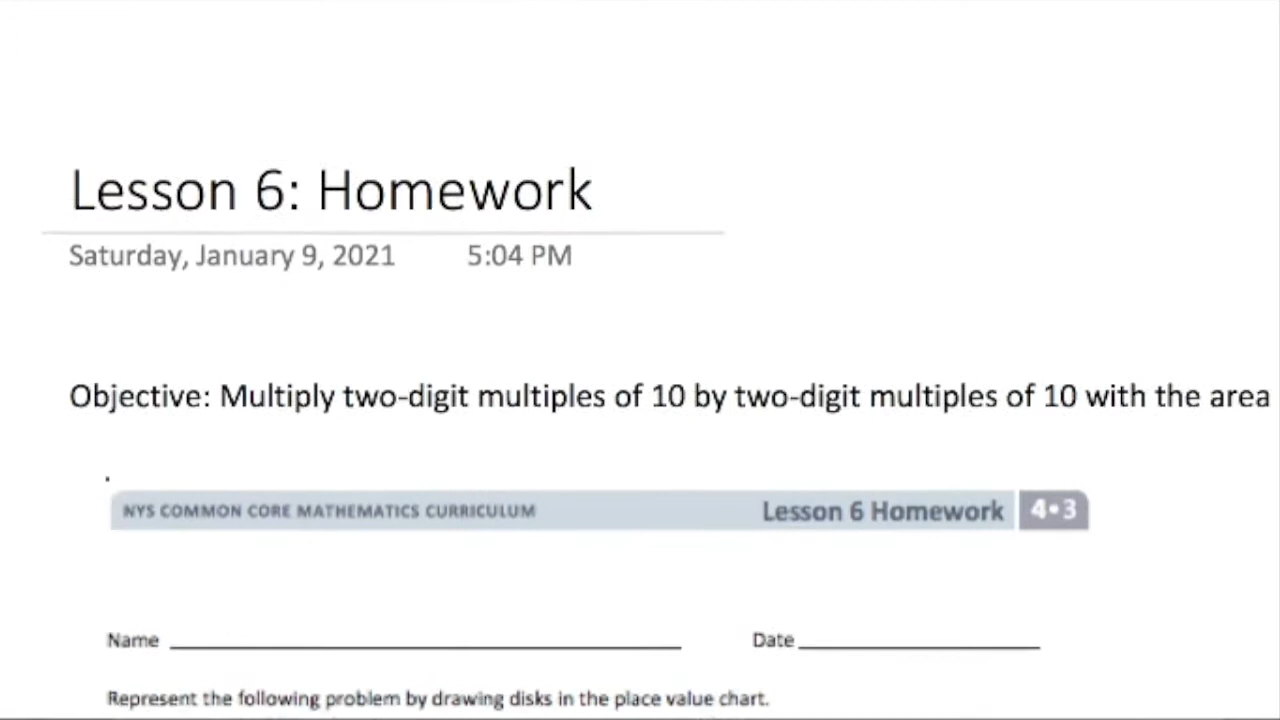 Lesson 6: Homework
Saturday, January 9, 2021 5:04 PM
Objective: Multiply two-digit multiples of 10 by two-digit multiples of 10 with the area
NYS COMMON CORE MATHEMATICS CURRICULUM Lesson 6 Homework 4•3
Name Date
Represent the following problem by drawing disks in the place value chart.